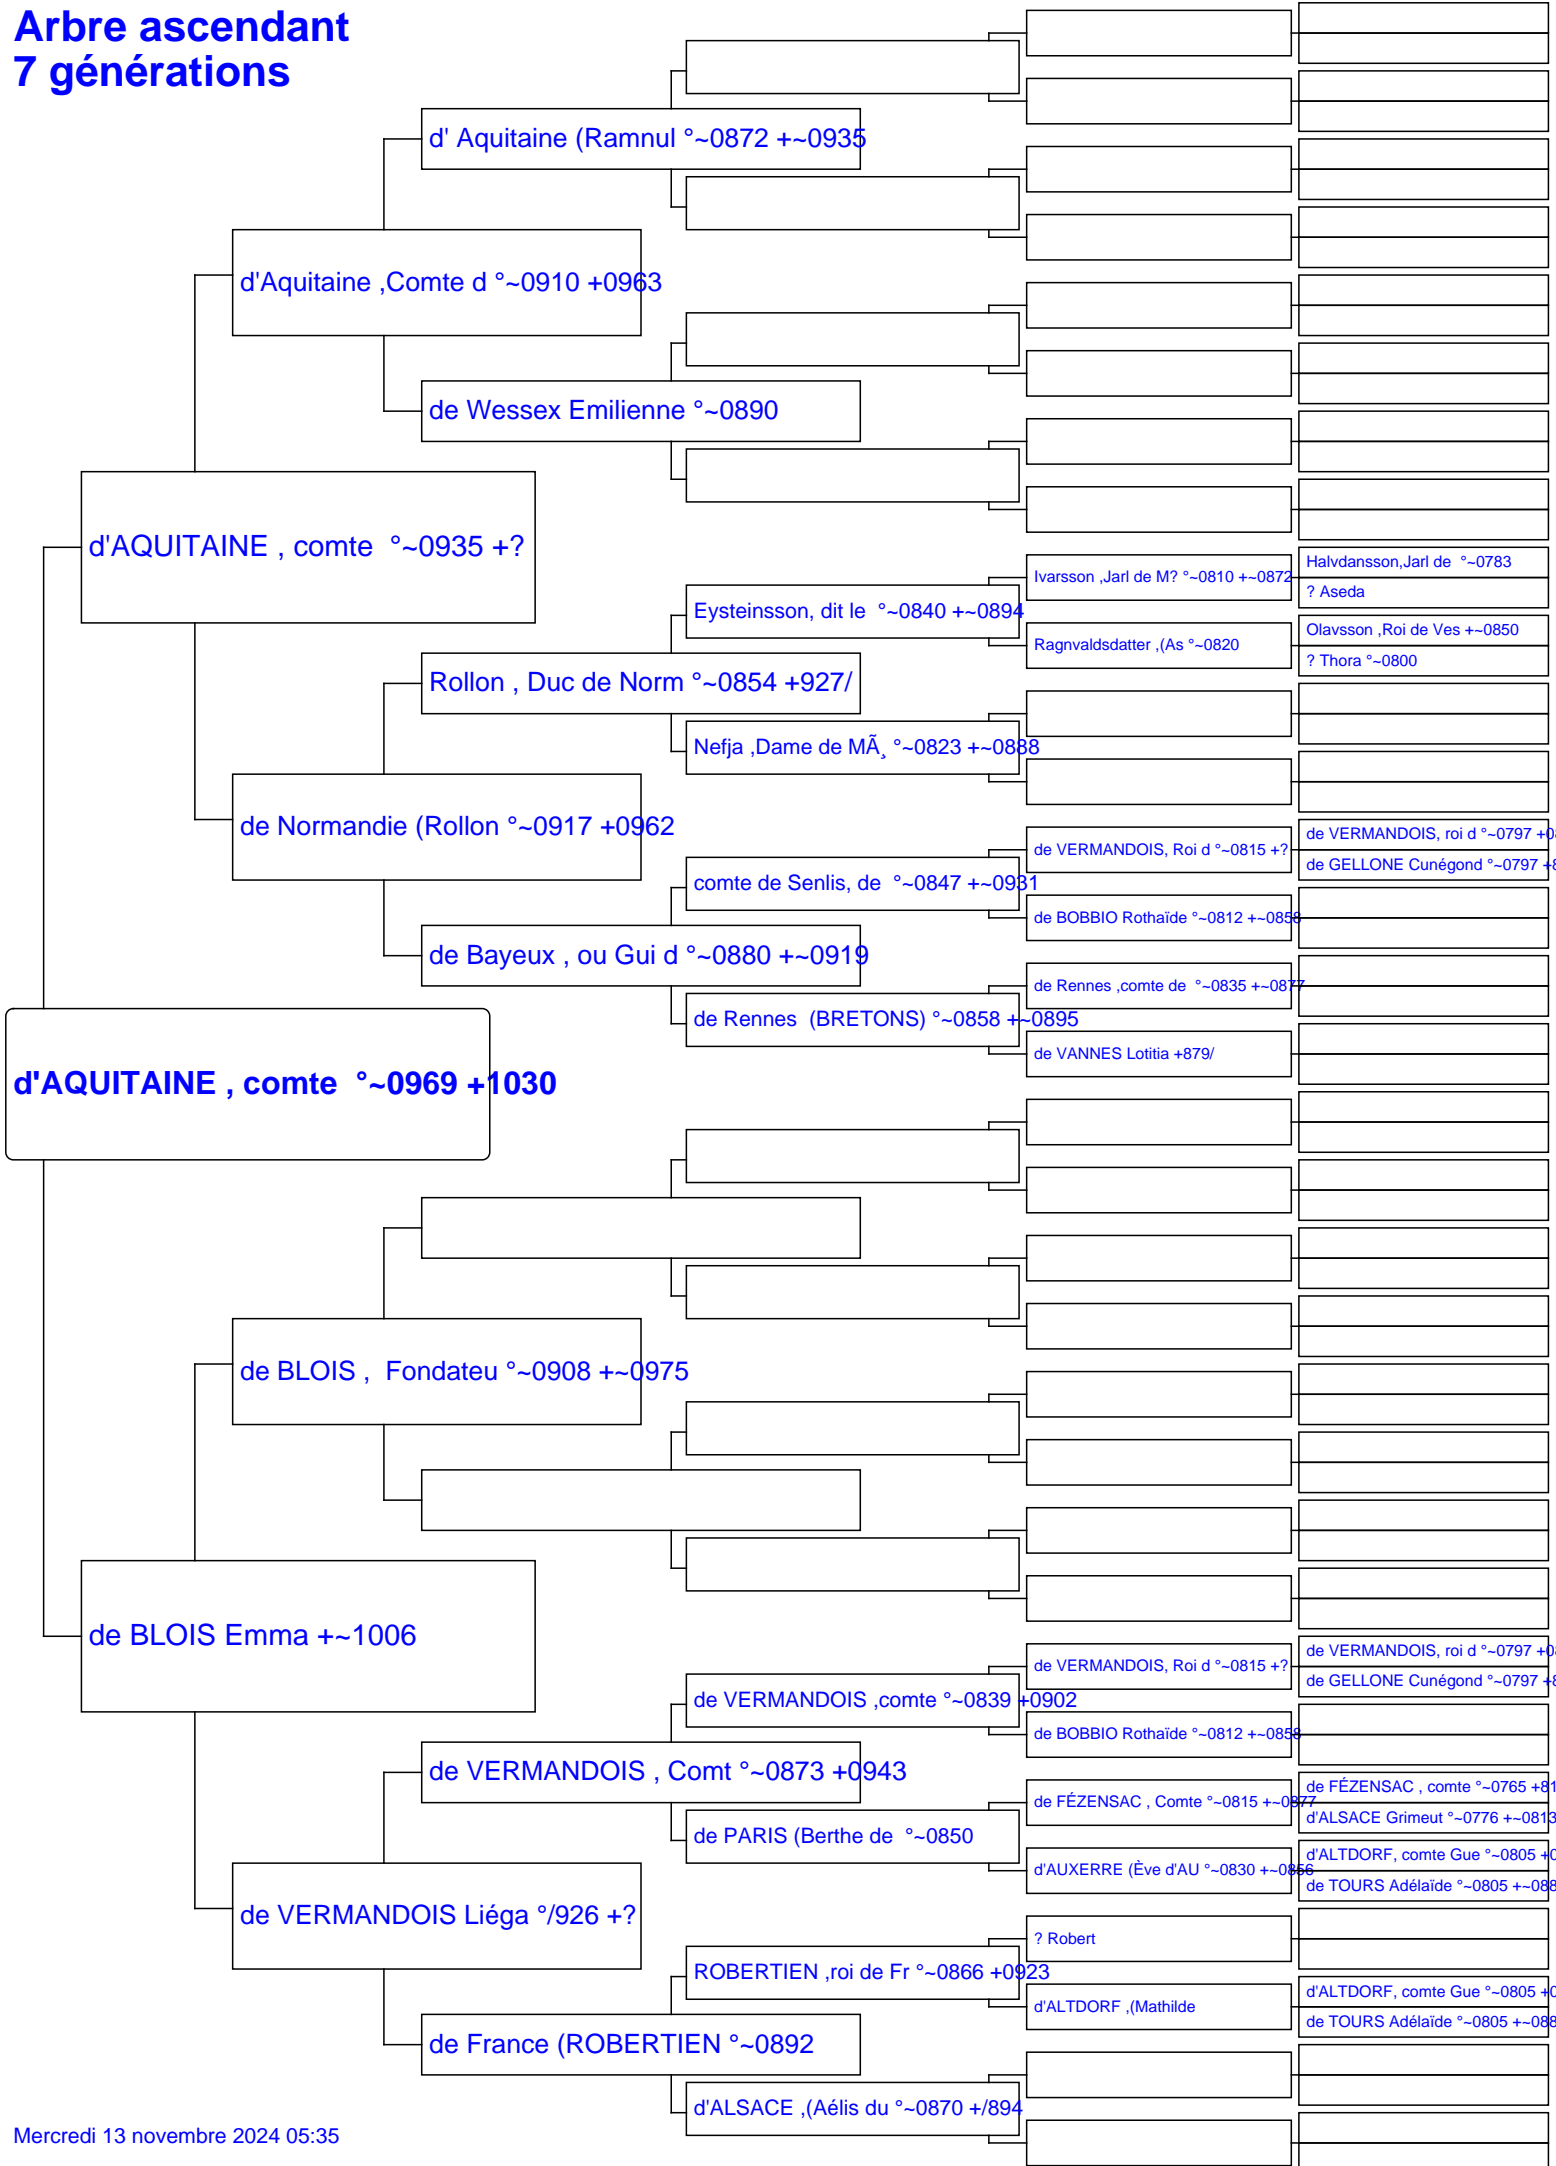 Arbre ascendant
7 générations
d' Aquitaine (Ramnul °~0872 +~0935
d'Aquitaine ,Comte d °~0910 +0963
de Wessex Emilienne °~0890
d'AQUITAINE , comte  °~0935 +?
Ivarsson ,Jarl de M? °~0810 +~0872
Halvdansson,Jarl de  °~0783
? Aseda
Eysteinsson, dit le  °~0840 +~0894
Ragnvaldsdatter ,(As °~0820
Olavsson ,Roi de Ves +~0850
? Thora °~0800
Rollon , Duc de Norm °~0854 +927/
Nefja ,Dame de MÃ¸ °~0823 +~0888
de Normandie (Rollon °~0917 +0962
de VERMANDOIS, Roi d °~0815 +?
de VERMANDOIS, roi d °~0797 +08
de GELLONE Cunégond °~0797 +8
comte de Senlis, de  °~0847 +~0931
de BOBBIO Rothaïde °~0812 +~0858
de Bayeux , ou Gui d °~0880 +~0919
de Rennes ,comte de  °~0835 +~0877
de Rennes  (BRETONS) °~0858 +~0895
de VANNES Lotitia +879/
d'AQUITAINE , comte  °~0969 +1030
de BLOIS ,  Fondateu °~0908 +~0975
de BLOIS Emma +~1006
de VERMANDOIS, Roi d °~0815 +?
de VERMANDOIS, roi d °~0797 +08
de GELLONE Cunégond °~0797 +8
de VERMANDOIS ,comte °~0839 +0902
de BOBBIO Rothaïde °~0812 +~0858
de VERMANDOIS , Comt °~0873 +0943
de FÉZENSAC , Comte °~0815 +~0877
de FÉZENSAC , comte °~0765 +81
d'ALSACE Grimeut °~0776 +~0813
de PARIS (Berthe de  °~0850
d'AUXERRE (Ève d'AU °~0830 +~0856
d'ALTDORF, comte Gue °~0805 +0
de TOURS Adélaïde °~0805 +~088
de VERMANDOIS Liéga °/926 +?
? Robert
ROBERTIEN ,roi de Fr °~0866 +0923
d'ALTDORF ,(Mathilde
d'ALTDORF, comte Gue °~0805 +0
de TOURS Adélaïde °~0805 +~088
de France (ROBERTIEN °~0892
d'ALSACE ,(Aélis du °~0870 +/894
Mercredi 13 novembre 2024 05:35